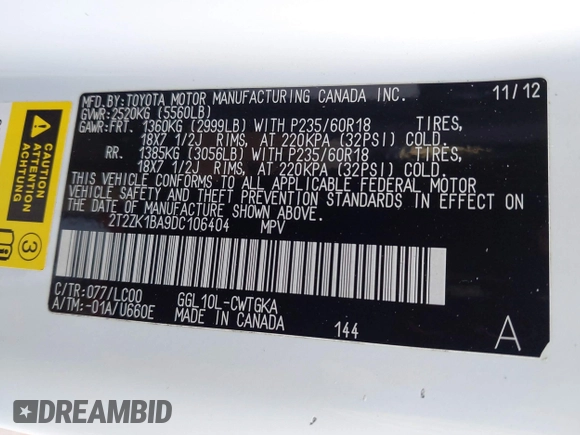 MFD.BY:TOYOTA MOTOR MANUFACTURING CANADA INC. 11/12
GVWR:2520KG (5560LB)
GAWR:FRT. 1360KG (2999LB) WITH P235/60R18 TIRES,
18X7 1/2J RIMS, AT 220KPA (32PSI) COLD.
RR. 1385KG (3056LB) WITH P235/60R18 TIRES,
18X7 1/2J RIMS, AT 220KPA (32PSI) COLD.
THIS VEHICLE CONFORMS TO ALL APPLICABLE FEDERAL MOTOR
VEHICLE SAFETY AND THEFT PREVENTION STANDARDS IN EFFECT ON
THE DATE OF MANUFACTURE SHOWN ABOVE.
2T2ZK1BA9DC106404 MPV
C/TR:077/LC00 GGL10L-CWTGKA
A/TM:-01A/U660E MADE IN CANADA 144 A
CAUTION
ATTENTION
3
DREAMBID